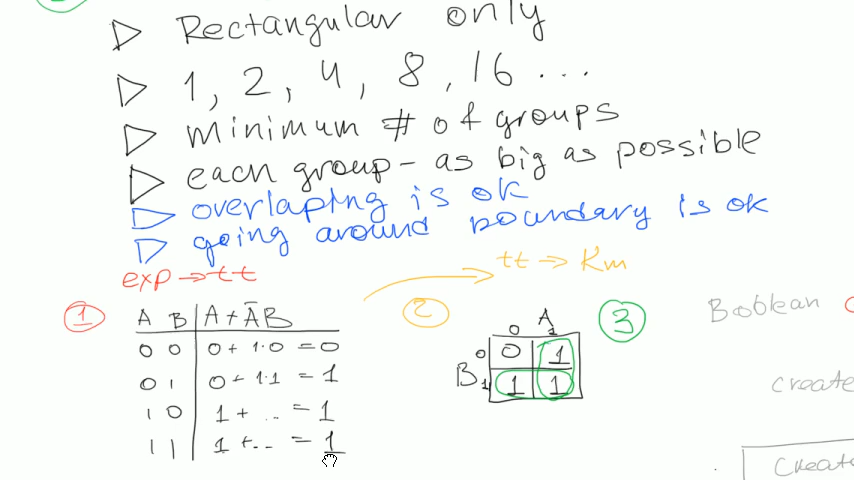 Rectangular only
1, 2, 4, 8, 16 ...
minimum # of groups
each group - as big as possible
overlaping is ok
going around boundary is ok
exp → tt
tt → Km
1
A B | A + A̅B
0 0 | 0 + 1·0 = 0
0 1 | 0 + 1·1 = 1
1 0 | 1 + .. = 1
1 1 | 1 + .. = 1
2
A
0 1
0 0 1
B 1 1 1
3
Boolean
create
Create